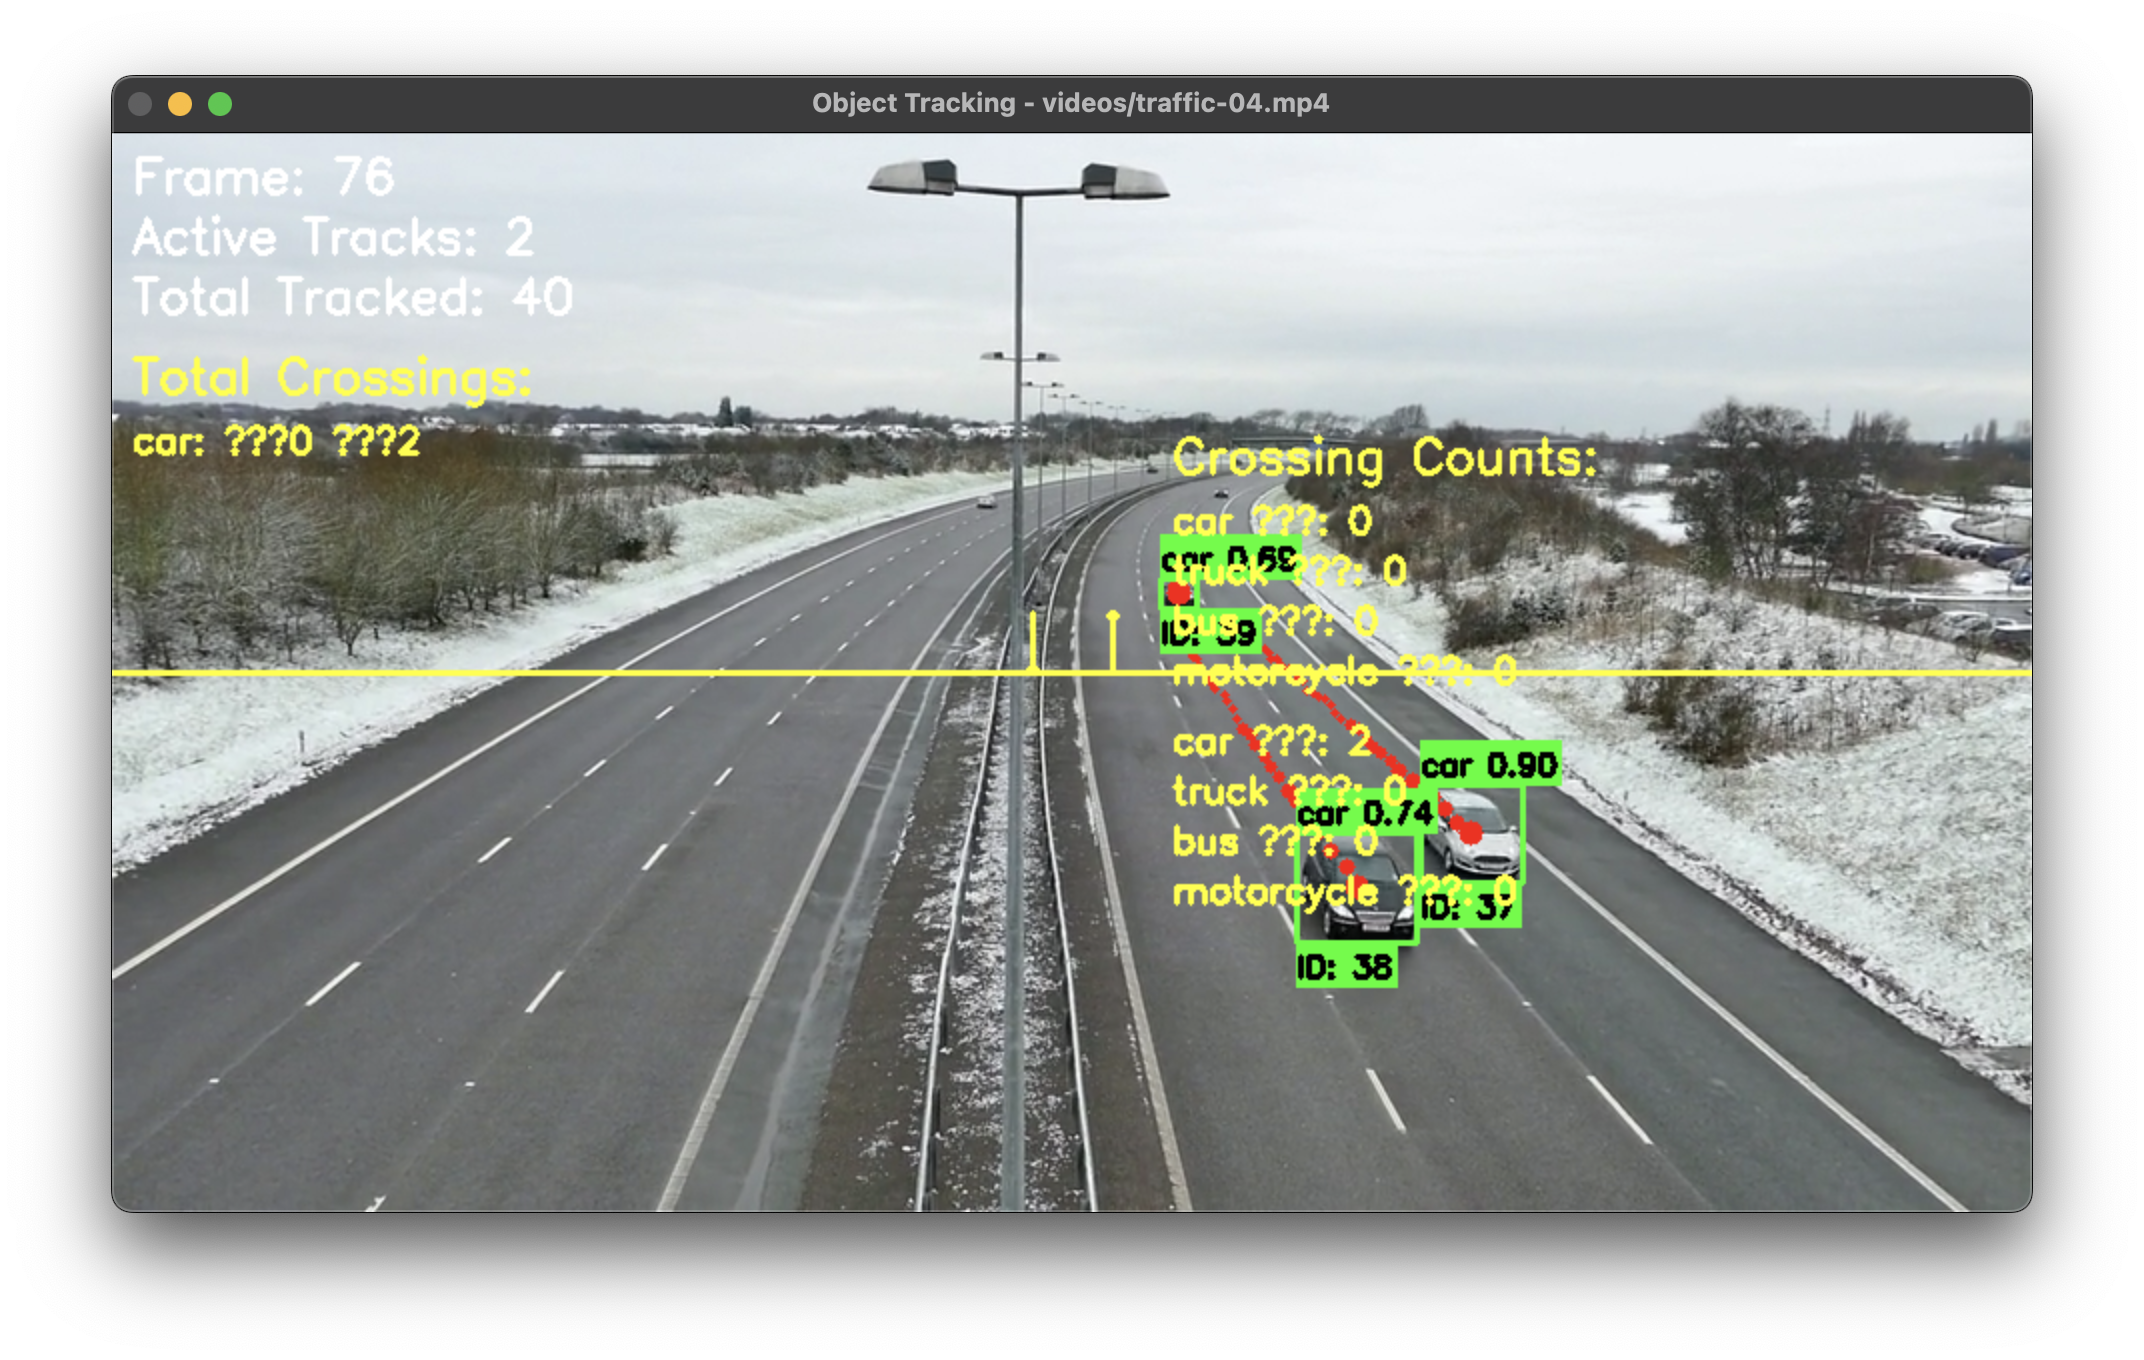 Object Tracking - videos/traffic-04.mp4
Frame: 76
Active Tracks: 2
Total Tracked: 40
Total Crossings:
car: ???0 ???2
Crossing Counts:
car ???: 0
car 0.69
truck ???: 0
bus ???: 0
ID: 39
motorcycle ???: 0
car ???: 2
car 0.90
truck ???: 0
car 0.74
bus ???: 0
motorcycle ???: 0
ID: 37
ID: 38